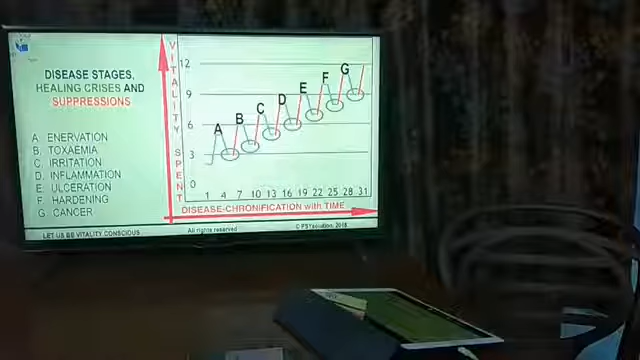 DISEASE STAGES,
HEALING CRISES AND
SUPPRESSIONS
A ENERVATION
B. TOXAEMIA
C. IRRITATION
D. INFLAMMATION
E. ULCERATION
F. HARDENING
G CANCER
LET US BE VITALITY CONSCIOUS
VITALITY SPENT
12
9
6
3
0
A B C D E F G
1 4 7 10 13 16 19 22 25 28 31
DISEASE-CHRONIFICATION with TIME
All rights reserved